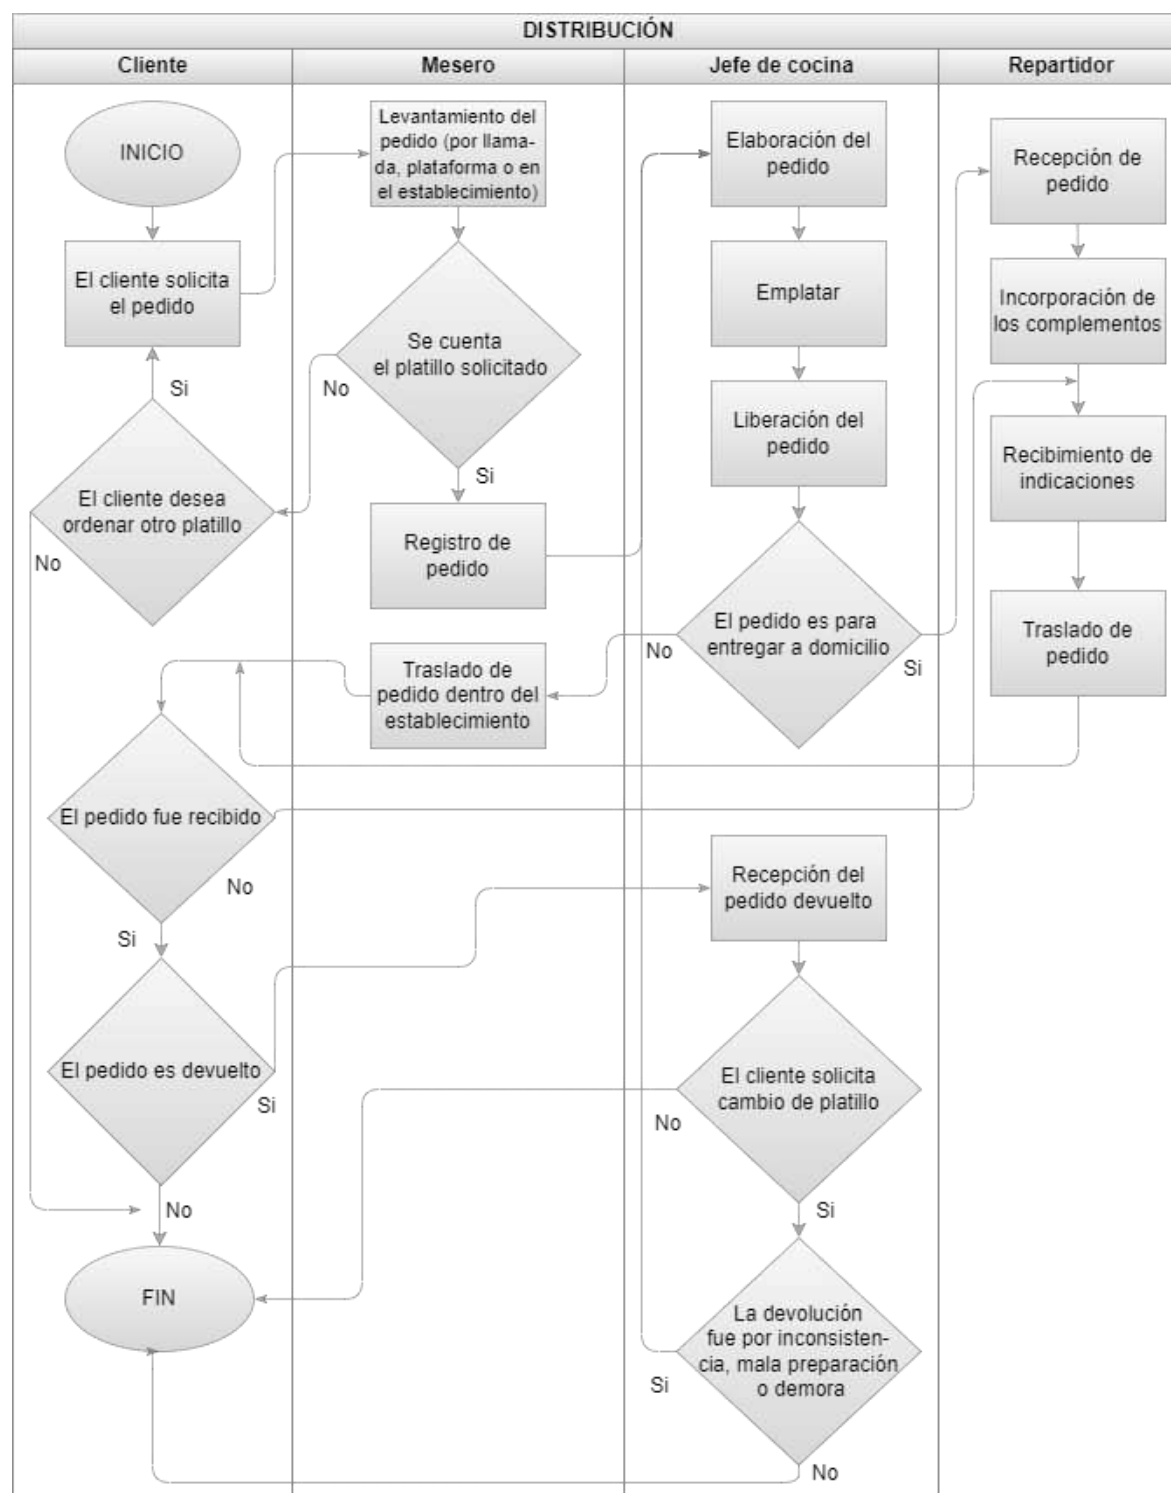 DISTRIBUCIÓN
Cliente
Mesero
Jefe de cocina
Repartidor
INICIO
El cliente solicita
el pedido
Si
El cliente desea
ordenar otro platillo
No
El pedido fue recibido
No
Si
El pedido es devuelto
Si
No
FIN
Levantamiento del
pedido (por llama-
da, plataforma o en
el establecimiento)
Se cuenta
el platillo solicitado
No
Si
Registro de
pedido
Traslado de
pedido dentro del
establecimiento
Elaboración del
pedido
Emplatar
Liberación del
pedido
El pedido es para
entregar a domicilio
No
Si
Recepción del
pedido devuelto
El cliente solicita
cambio de platillo
No
Si
La devolución
fue por inconsisten-
cia, mala preparación
o demora
Si
No
Recepción de
pedido
Incorporación de
los complementos
Recibimiento de
indicaciones
Traslado de
pedido